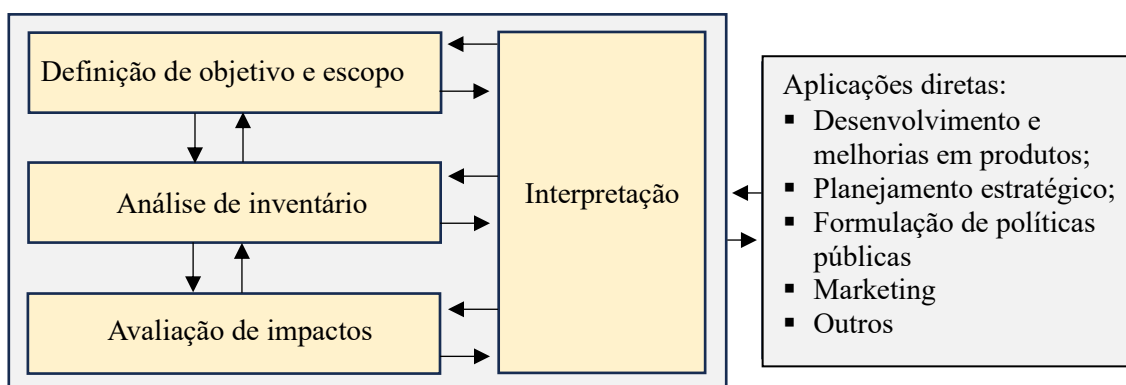 Definição de objetivo e escopo
Análise de inventário
Avaliação de impactos
Interpretação
Aplicações diretas:
▪ Desenvolvimento e
melhorias em produtos;
▪ Planejamento estratégico;
▪ Formulação de políticas
públicas
▪ Marketing
▪ Outros